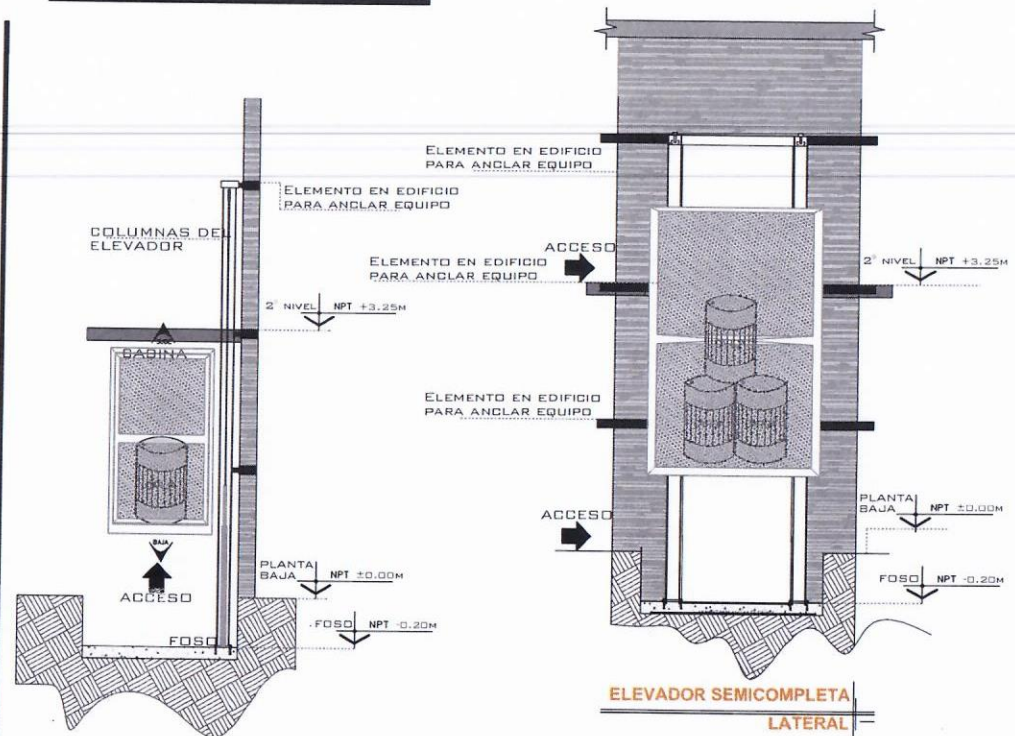 COLUMNAS DEL
ELEVADOR
ELEMENTO EN EDIFICIO
PARA ANCLAR EQUIPO
2° NIVEL NPT +3.25M
CABINA
BAJA
ACCESO
PLANTA
BAJA NPT ±0.00M
FOSO
FOSO NPT -0.20M
ELEMENTO EN EDIFICIO
PARA ANCLAR EQUIPO
ACCESO
ELEMENTO EN EDIFICIO
PARA ANCLAR EQUIPO
2° NIVEL NPT +3.25M
ELEMENTO EN EDIFICIO
PARA ANCLAR EQUIPO
ACCESO
PLANTA
BAJA NPT ±0.00M
FOSO NPT -0.20M
ELEVADOR SEMICOMPLETA
LATERAL